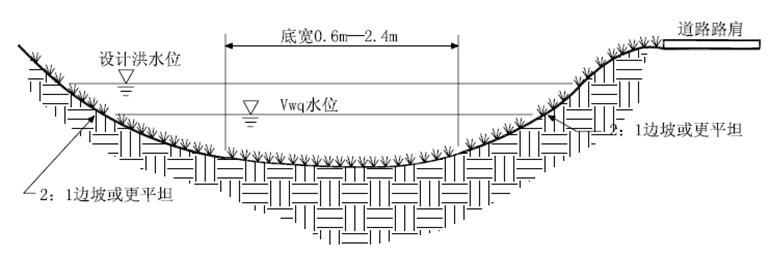 底宽0.6m—2.4m
道路路肩
设计洪水位
Vwq水位
2：1边坡或更平坦
2：1边坡或更平坦